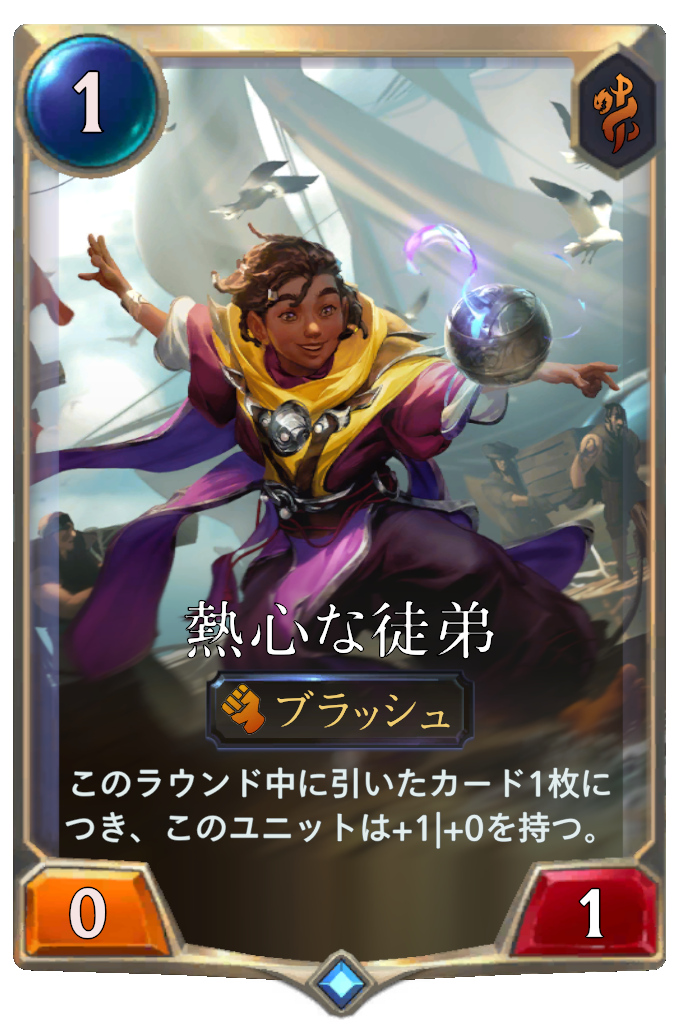 1
熱心な徒弟
ブラッシュ
このラウンド中に引いたカード1枚に
つき、このユニットは+1|+0を持つ。
0
1